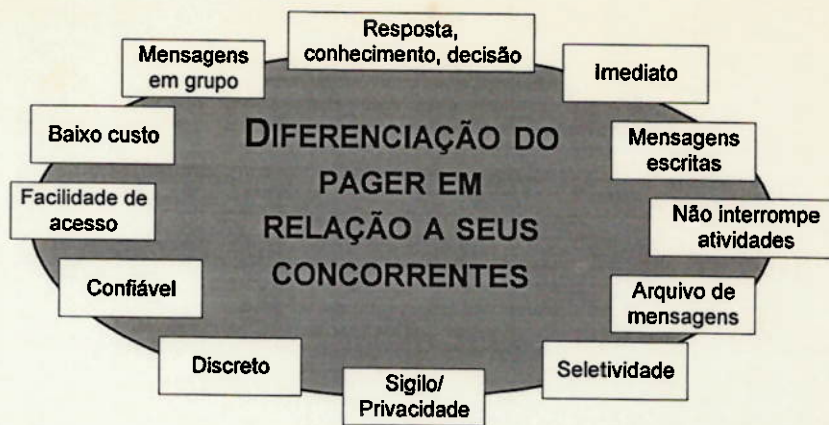 Resposta,
conhecimento, decisão
Mensagens
em grupo
Imediato
Baixo custo
DIFERENCIAÇÃO DO
PAGER EM
RELAÇÃO A SEUS
CONCORRENTES
Mensagens
escritas
Facilidade de
acesso
Não interrompe
atividades
Confiável
Arquivo de
mensagens
Discreto
Seletividade
Sigilo/
Privacidade